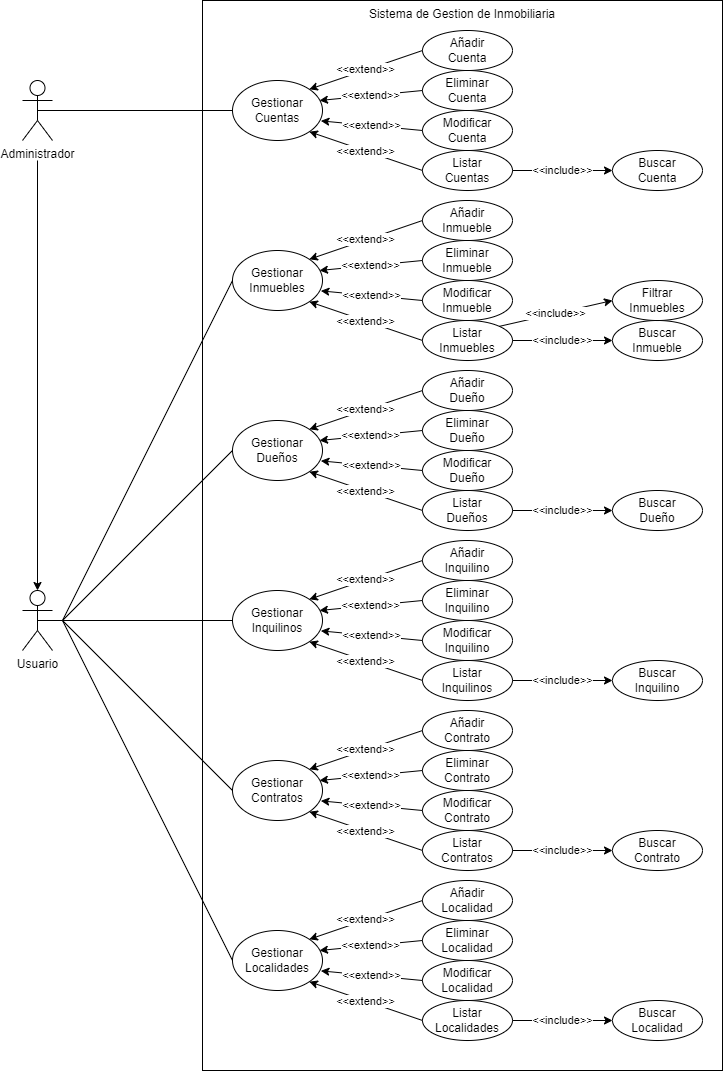 Sistema de Gestion de Inmobiliaria
Administrador
Usuario
Gestionar
Cuentas
<<extend>>
<<extend>>
<<extend>>
<<extend>>
Añadir
Cuenta
Eliminar
Cuenta
Modificar
Cuenta
Listar
Cuentas
<<include>>
Buscar
Cuenta
Gestionar
Inmuebles
<<extend>>
<<extend>>
<<extend>>
<<extend>>
Añadir
Inmueble
Eliminar
Inmueble
Modificar
Inmueble
Listar
Inmuebles
<<include>>
<<include>>
Filtrar
Inmuebles
Buscar
Inmueble
Gestionar
Dueños
<<extend>>
<<extend>>
<<extend>>
<<extend>>
Añadir
Dueño
Eliminar
Dueño
Modificar
Dueño
Listar
Dueños
<<include>>
Buscar
Dueño
Gestionar
Inquilinos
<<extend>>
<<extend>>
<<extend>>
<<extend>>
Añadir
Inquilino
Eliminar
Inquilino
Modificar
Inquilino
Listar
Inquilinos
<<include>>
Buscar
Inquilino
Gestionar
Contratos
<<extend>>
<<extend>>
<<extend>>
<<extend>>
Añadir
Contrato
Eliminar
Contrato
Modificar
Contrato
Listar
Contratos
<<include>>
Buscar
Contrato
Gestionar
Localidades
<<extend>>
<<extend>>
<<extend>>
<<extend>>
Añadir
Localidad
Eliminar
Localidad
Modificar
Localidad
Listar
Localidades
<<include>>
Buscar
Localidad